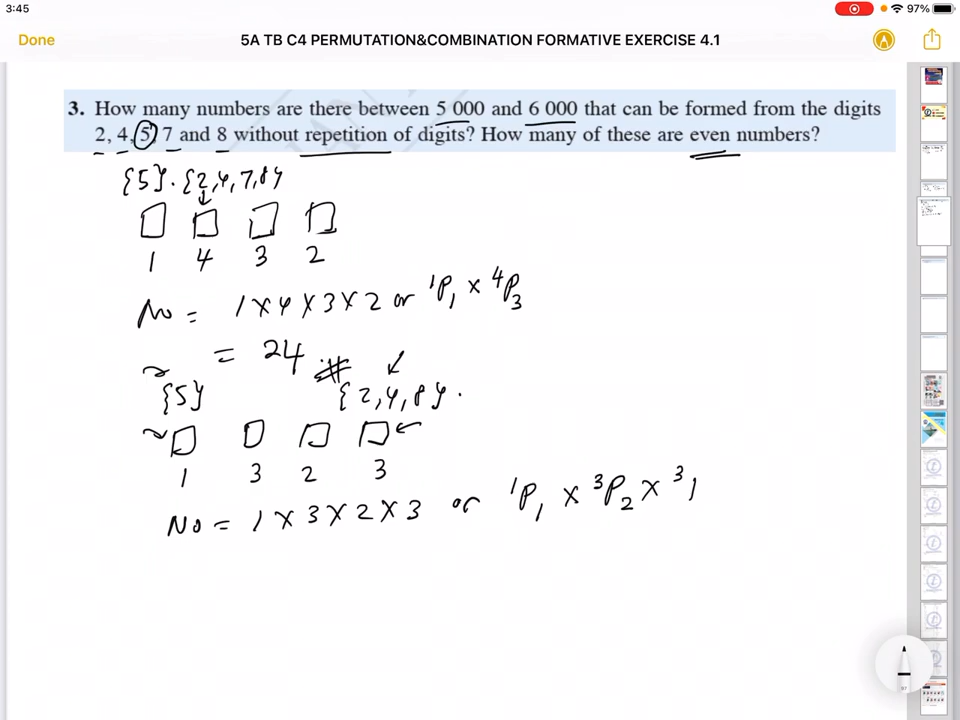 3:45
97%
Done
5A TB C4 PERMUTATION&COMBINATION FORMATIVE EXERCISE 4.1
3. How many numbers are there between 5 000 and 6 000 that can be formed from the digits
2, 4, 5, 7 and 8 without repetition of digits? How many of these are even numbers?
{5}. {2,4,7,8}
1 4 3 2
No = 1 x 4 x 3 x 2 or ¹P₁ x ⁴P₃
= 24
{5} {2,4,8}.
1 3 2 3
No = 1 x 3 x 2 x 3 or ¹P₁ x ³P₂ x ³
97